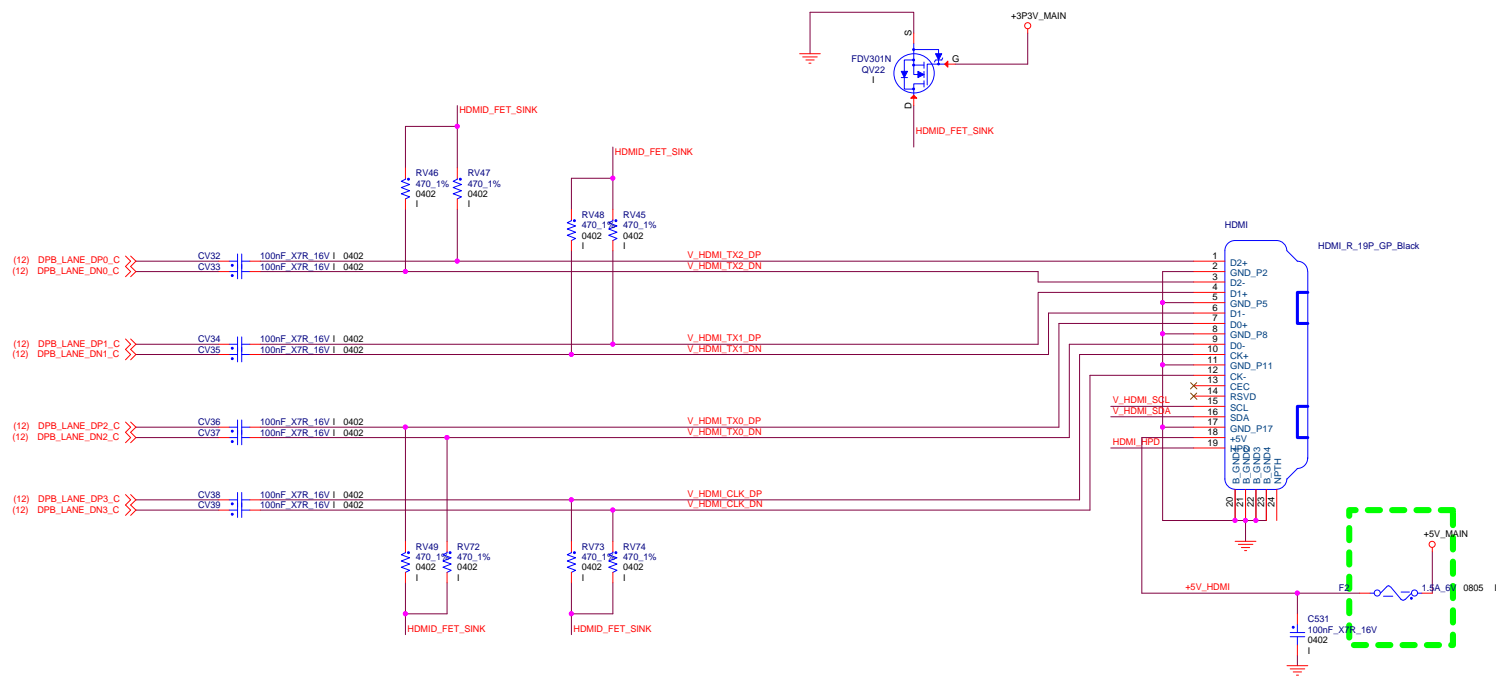 +3P3V_MAIN
S
FDV301N
G
QV22
I
D
HDMID_FET_SINK
HDMID_FET_SINK
HDMID_FET_SINK
RV46
470_1%
0402
I
RV47
470_1%
0402
I
RV48
470_1%
0402
I
RV45
470_1%
0402
I
HDMI
HDMI_R_19P_GP_Black
(12) DPB_LANE_DP0_C
CV32
100nF_X7R_16V I 0402
V_HDMI_TX2_DP
(12) DPB_LANE_DN0_C
CV33
100nF_X7R_16V I 0402
V_HDMI_TX2_DN
(12) DPB_LANE_DP1_C
CV34
100nF_X7R_16V I 0402
V_HDMI_TX1_DP
(12) DPB_LANE_DN1_C
CV35
100nF_X7R_16V I 0402
V_HDMI_TX1_DN
(12) DPB_LANE_DP2_C
CV36
100nF_X7R_16V I 0402
V_HDMI_TX0_DP
(12) DPB_LANE_DN2_C
CV37
100nF_X7R_16V I 0402
V_HDMI_TX0_DN
(12) DPB_LANE_DP3_C
CV38
100nF_X7R_16V I 0402
V_HDMI_CLK_DP
(12) DPB_LANE_DN3_C
CV39
100nF_X7R_16V I 0402
V_HDMI_CLK_DN
1 D2+
2 GND_P2
3 D2-
4 D1+
5 GND_P5
6 D1-
7 D0+
8 GND_P8
9 D0-
10 CK+
11 GND_P11
12 CK-
13 CEC
14 RSVD
V_HDMI_SCL 15 SCL
V_HDMI_SDA 16 SDA
17 GND_P17
18 +5V
HDMI_HPD 19 HPD
B_GND1
B_GND2
B_GND3
B_GND4
NPTH
20
21
22
23
24
RV49
470_1%
0402
I
RV72
470_1%
0402
I
RV73
470_1%
0402
I
RV74
470_1%
0402
I
HDMID_FET_SINK
HDMID_FET_SINK
+5V_MAIN
+5V_HDMI
F2
1.5A_6V 0805 I
C531
100nF_X7R_16V
0402
I